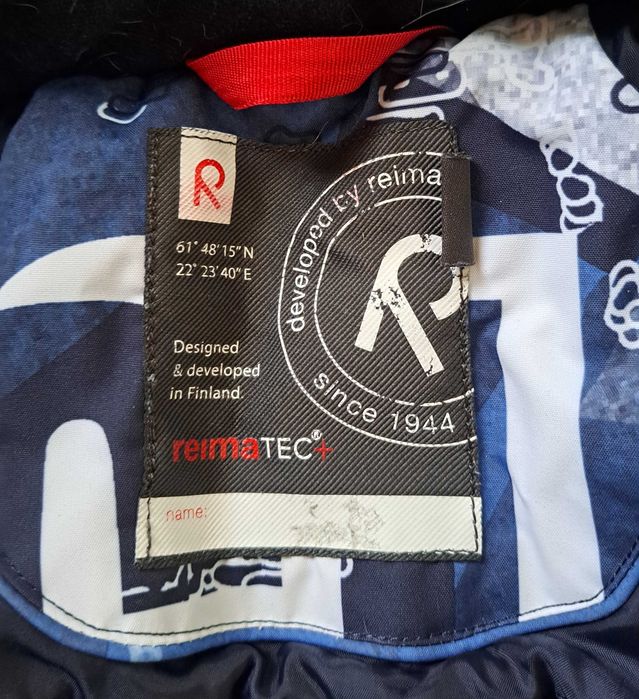 developed by reima
61° 48' 15" N
22° 23' 40" E
Designed
& developed
in Finland.
since 1944
reimaTEC®+
name: